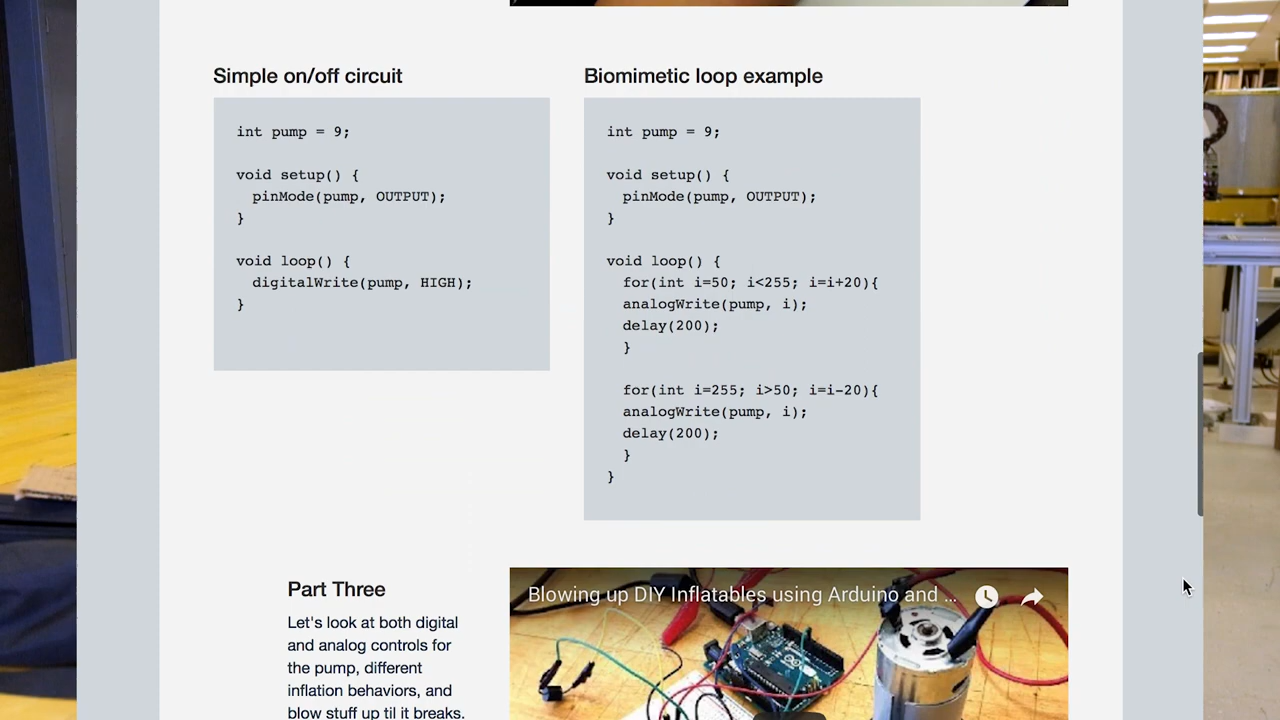 Simple on/off circuit
int pump = 9;
void setup() {
pinMode(pump, OUTPUT);
}
void loop() {
digitalWrite(pump, HIGH);
}
Biomimetic loop example
int pump = 9;
void setup() {
pinMode(pump, OUTPUT);
}
void loop() {
for(int i=50; i<255; i=i+20){
analogWrite(pump, i);
delay(200);
}
for(int i=255; i>50; i=i-20){
analogWrite(pump, i);
delay(200);
}
}
Part Three
Let's look at both digital
and analog controls for
the pump, different
inflation behaviors, and
blow stuff up til it breaks.
Blowing up DIY Inflatables using Arduino and ...